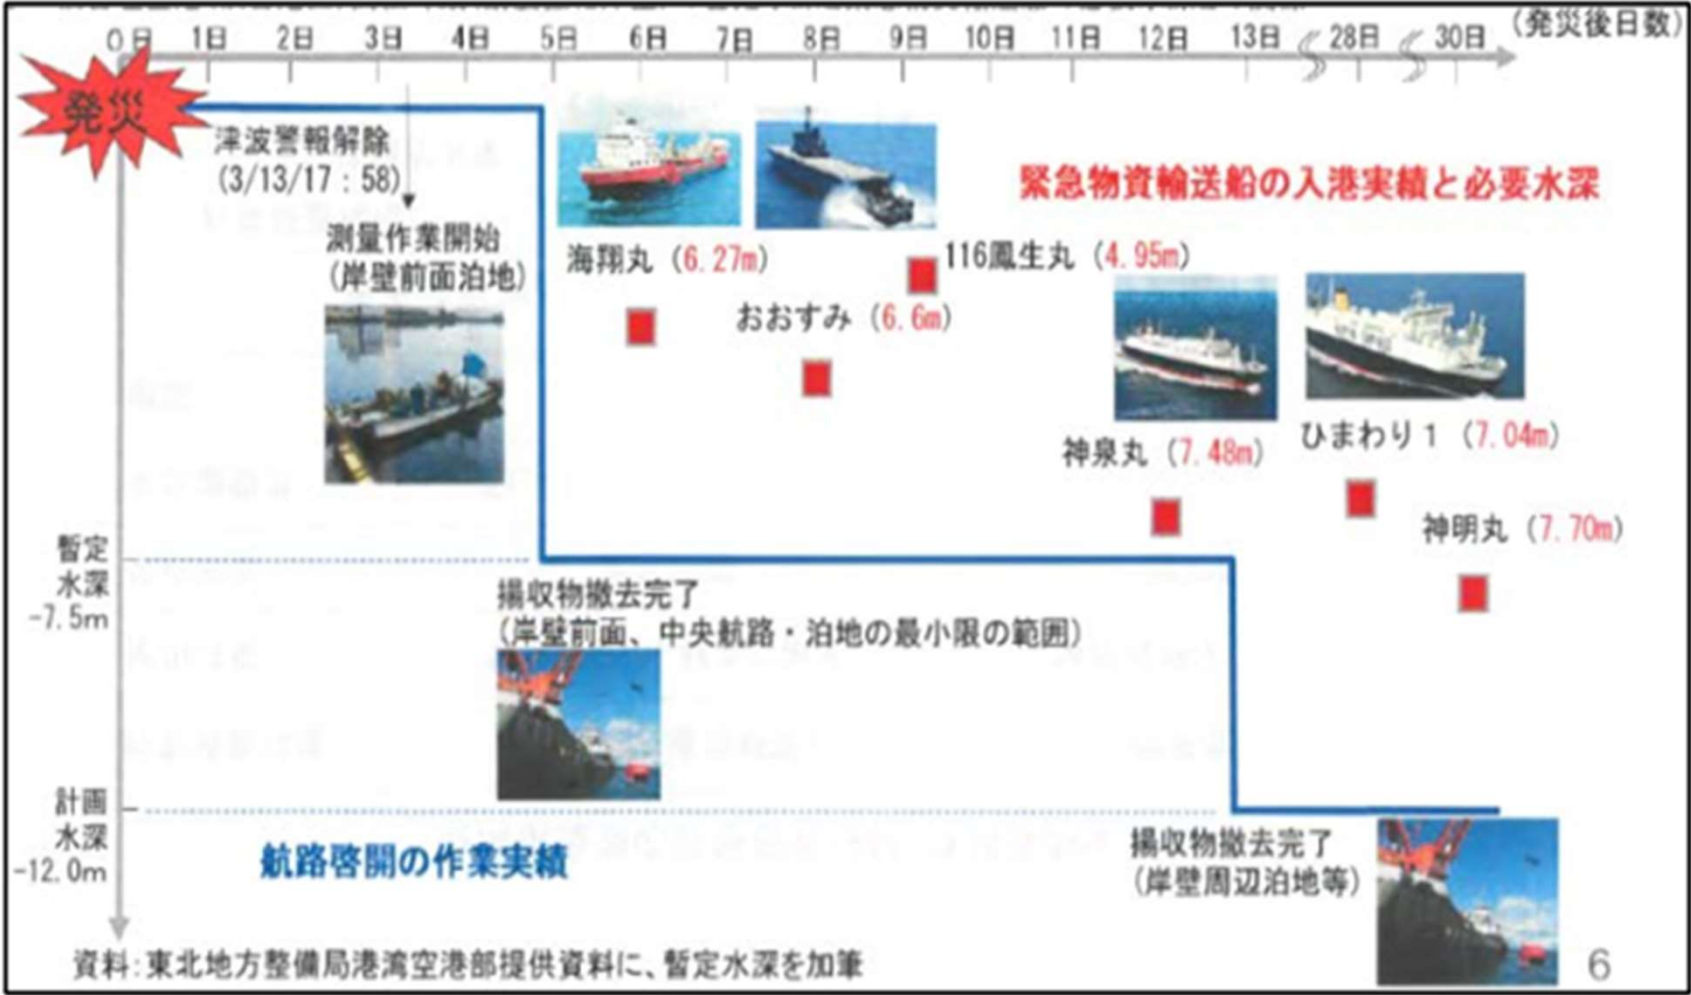 0日 1日 2日 3日 4日 5日 6日 7日 8日 9日 10日 11日 12日 13日 28日 30日 (発災後日数)
発災
津波警報解除
(3/13/17：58)
測量作業開始
(岸壁前面泊地)
緊急物資輸送船の入港実績と必要水深
海翔丸（6.27m）
116鳳生丸（4.95m）
おおすみ（6.6m）
神泉丸（7.48m）
ひまわり１（7.04m）
神明丸（7.70m）
暫定
水深
-7.5m
揚収物撤去完了
(岸壁前面、中央航路・泊地の最小限の範囲)
計画
水深
-12.0m
航路啓開の作業実績
揚収物撤去完了
(岸壁周辺泊地等)
資料：東北地方整備局港湾空港部提供資料に、暫定水深を加筆
6